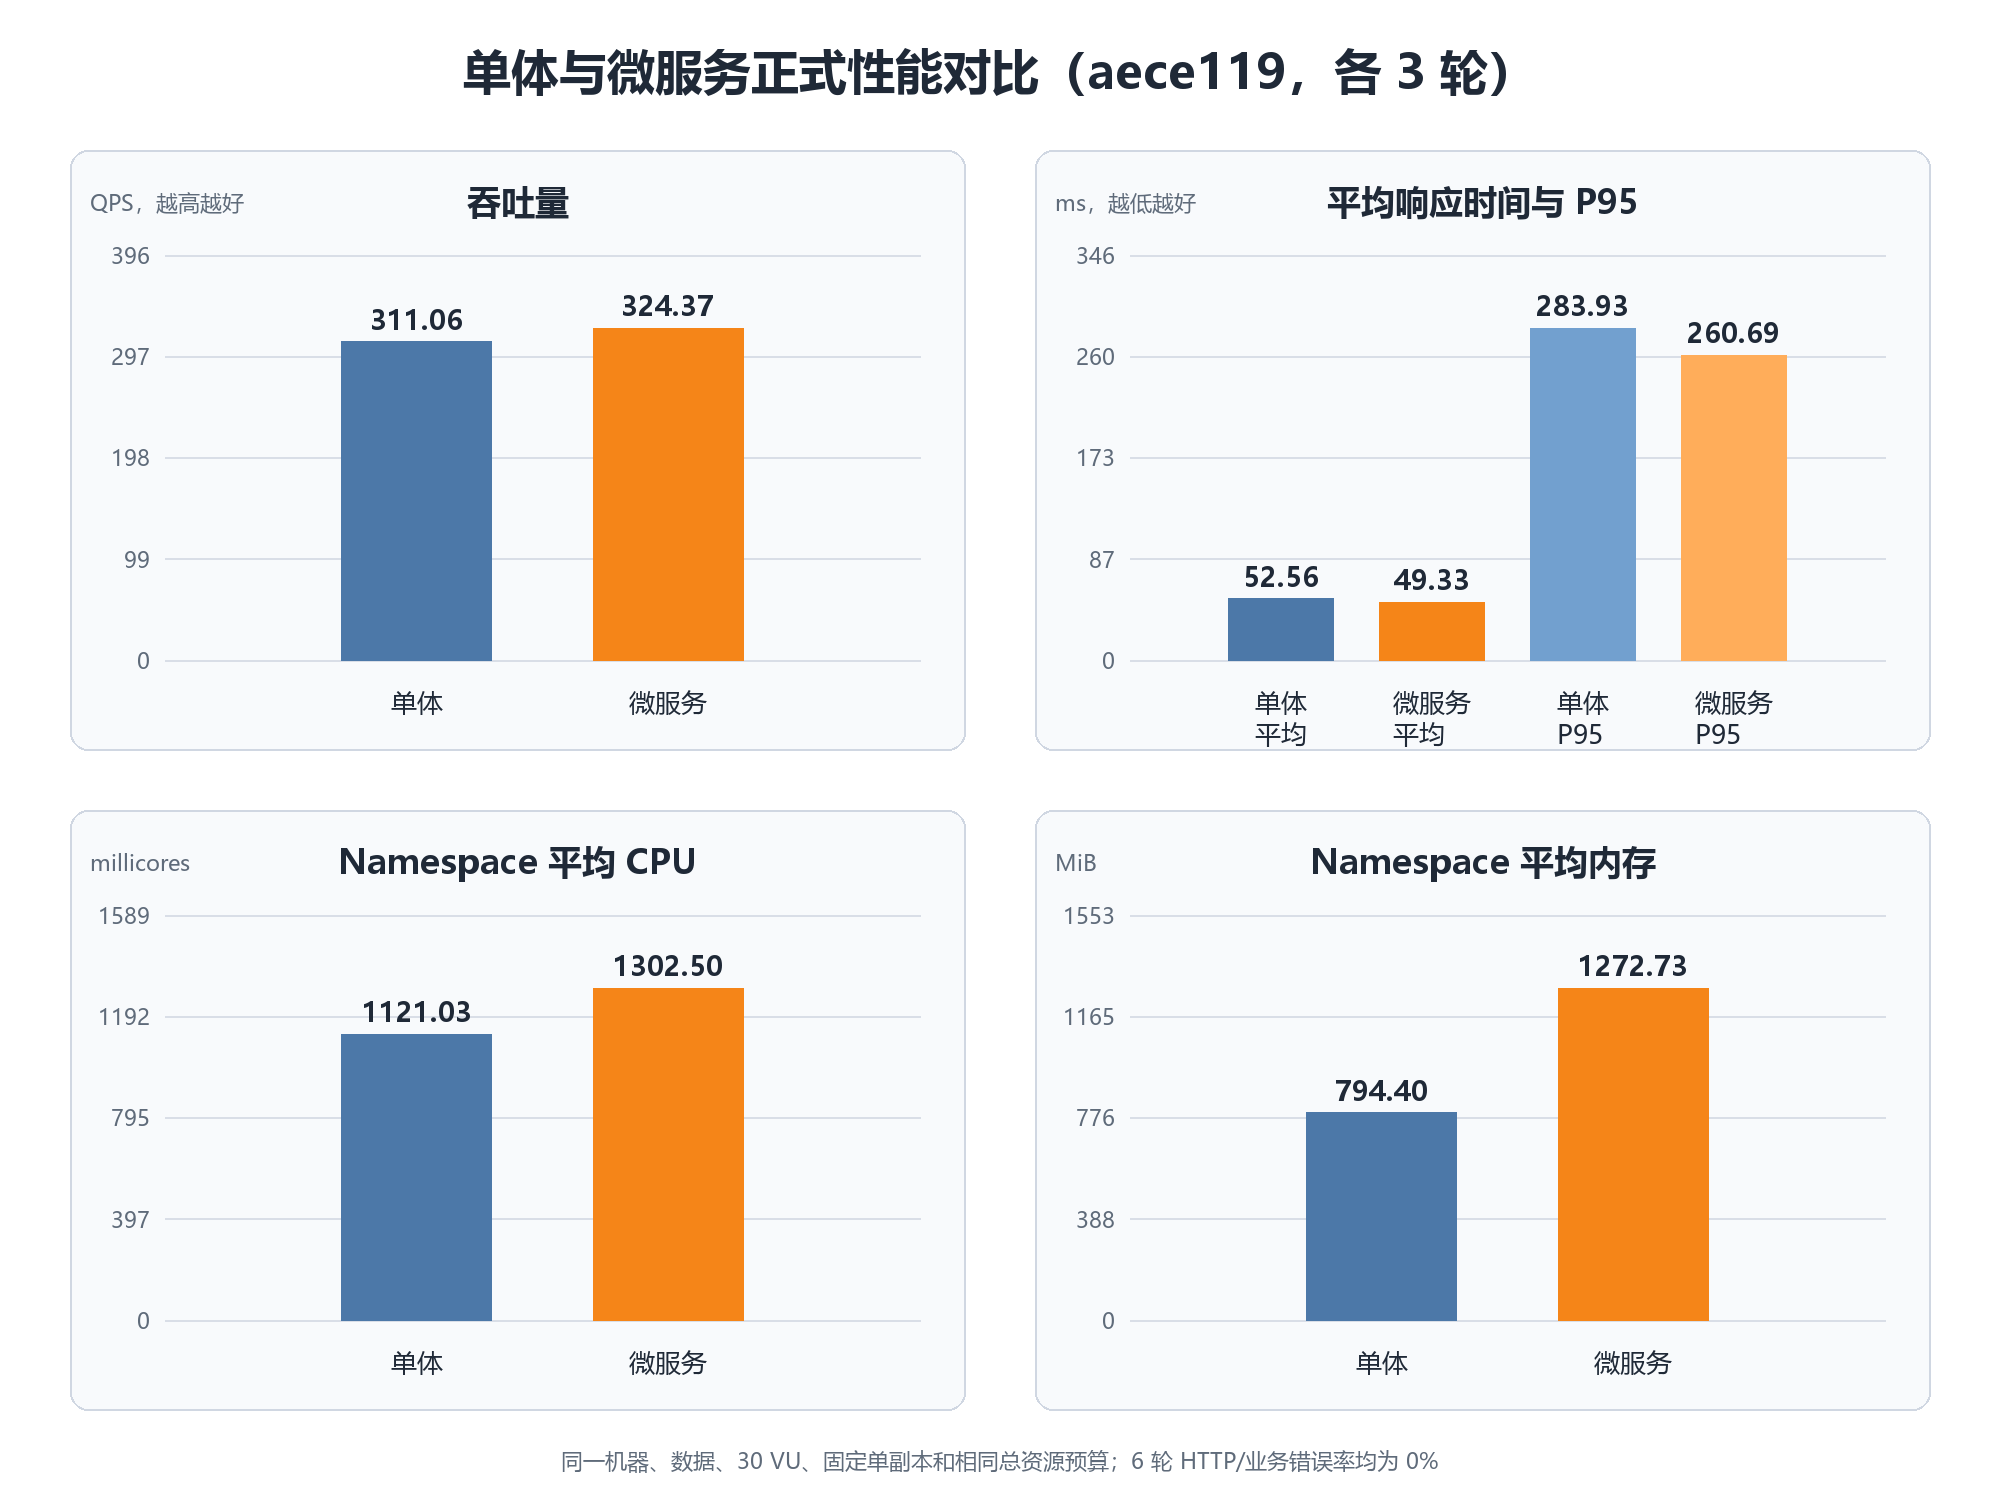 单体与微服务正式性能对比（aece119，各 3 轮）
QPS，越高越好
吞吐量
396
297
198
99
0
311.06
324.37
单体
微服务
ms，越低越好
平均响应时间与 P95
346
260
173
87
0
52.56
49.33
283.93
260.69
单体
平均
微服务
平均
单体
P95
微服务
P95
millicores
Namespace 平均 CPU
1589
1192
795
397
0
1121.03
1302.50
单体
微服务
MiB
Namespace 平均内存
1553
1165
776
388
0
794.40
1272.73
单体
微服务
同一机器、数据、30 VU、固定单副本和相同总资源预算；6 轮 HTTP/业务错误率均为 0%